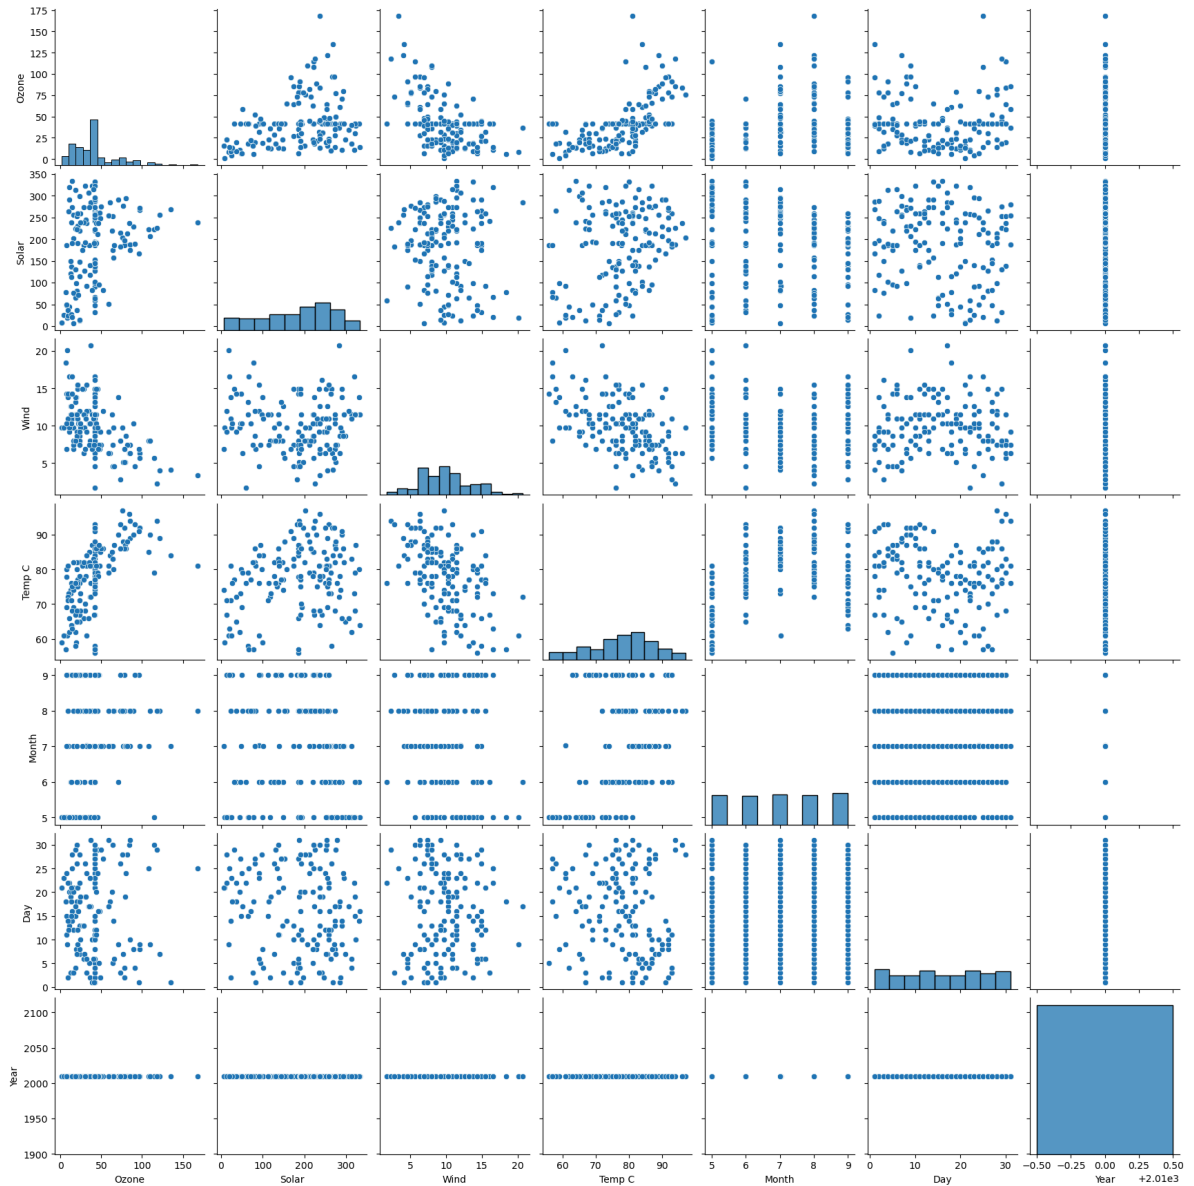 175
150
125
100
75
50
25
0
Ozone
350
300
250
200
150
100
50
0
Solar
20
15
10
5
Wind
90
80
70
60
Temp C
9
8
7
6
5
Month
30
25
20
15
10
5
0
Day
2100
2050
2000
1950
1900
Year
0 50 100 150
Ozone
0 100 200 300
Solar
5 10 15 20
Wind
60 70 80 90
Temp C
5 6 7 8 9
Month
0 10 20 30
Day
−0.50 −0.25 0.00 0.25 0.50
Year
+2.01e3